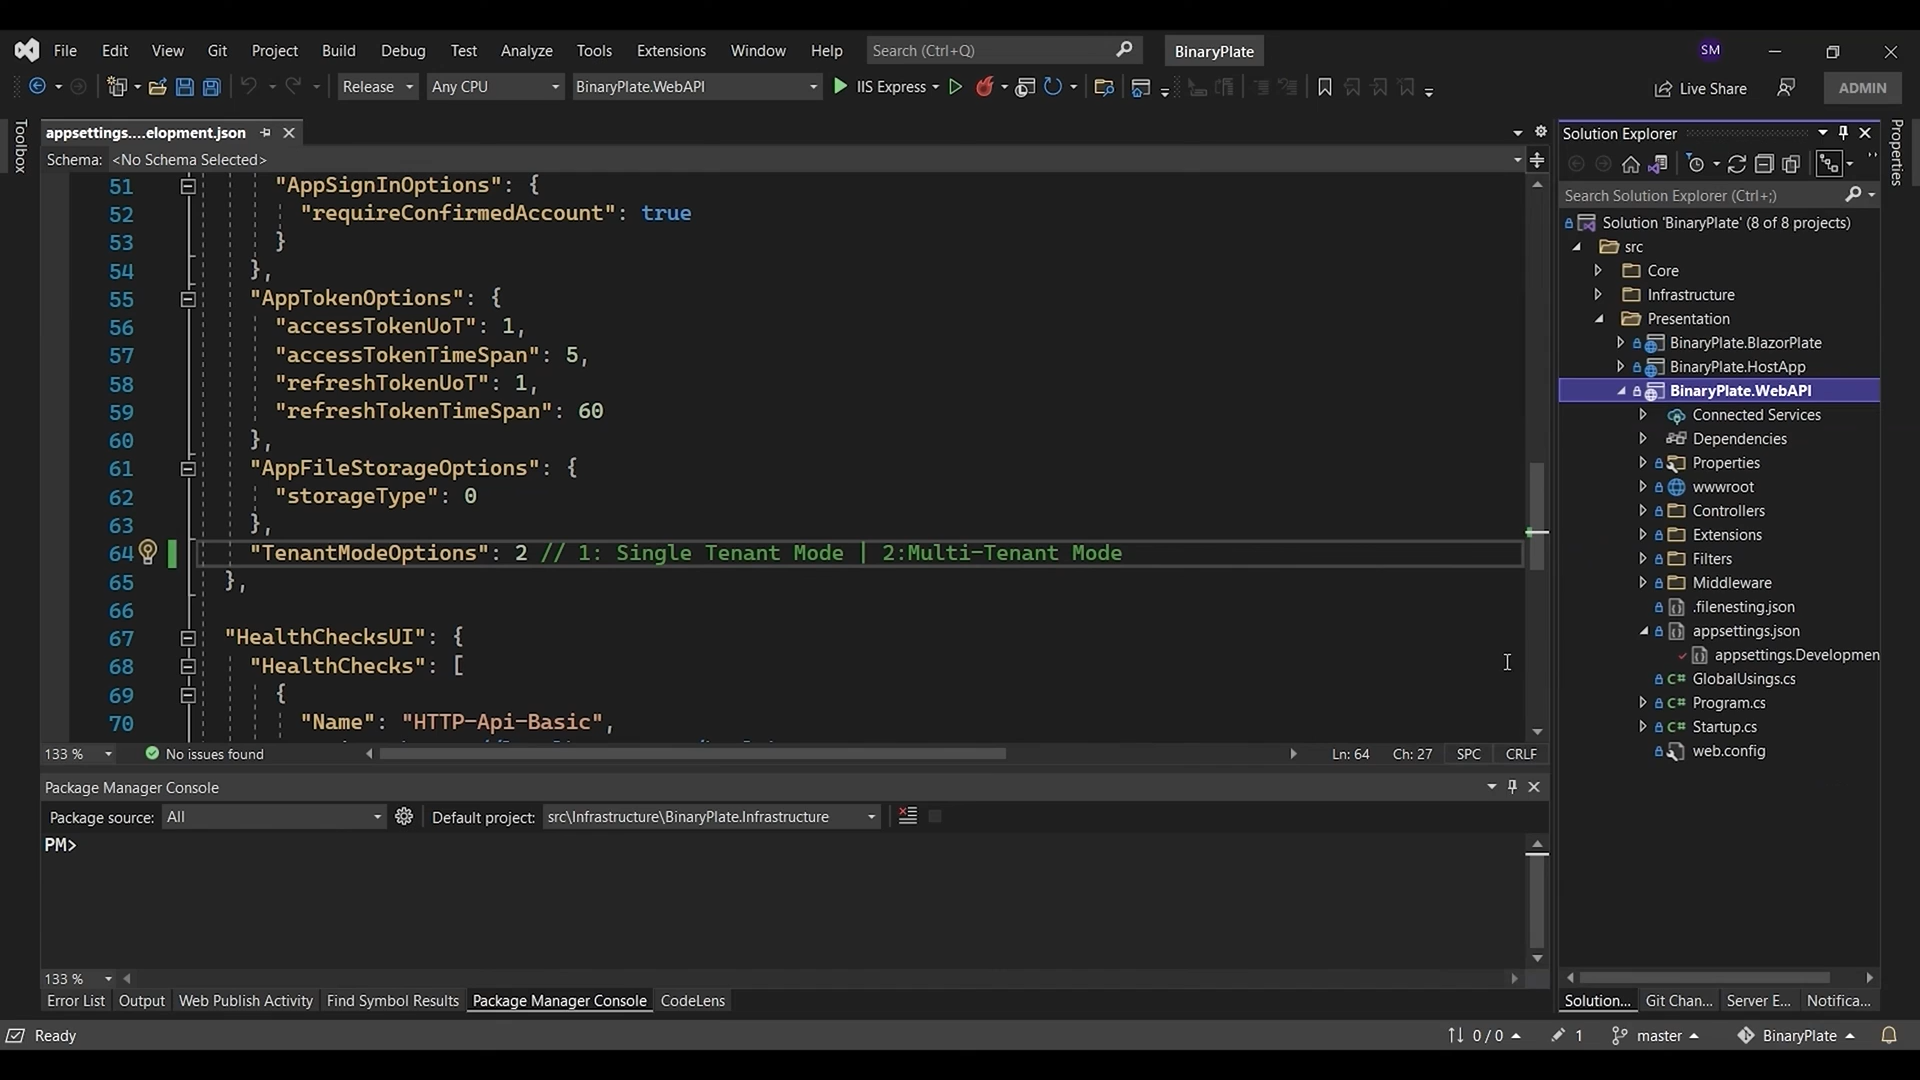 File Edit View Git Project Build Debug Test Analyze Tools Extensions Window Help Search (Ctrl+Q) BinaryPlate SM
Release Any CPU BinaryPlate.WebAPI IIS Express Live Share ADMIN
Toolbox
appsettings....elopment.json
Schema: <No Schema Selected>
51 "AppSignInOptions": {
52 "requireConfirmedAccount": true
53 }
54 },
55 "AppTokenOptions": {
56 "accessTokenUoT": 1,
57 "accessTokenTimeSpan": 5,
58 "refreshTokenUoT": 1,
59 "refreshTokenTimeSpan": 60
60 },
61 "AppFileStorageOptions": {
62 "storageType": 0
63 },
64 "TenantModeOptions": 2 // 1: Single Tenant Mode | 2:Multi-Tenant Mode
65 },
66
67 "HealthChecksUI": {
68 "HealthChecks": [
69 {
70 "Name": "HTTP-Api-Basic",
133 % No issues found Ln: 64 Ch: 27 SPC CRLF
Package Manager Console
Package source: All Default project: src\Infrastructure\BinaryPlate.Infrastructure
PM>
133 %
Error List Output Web Publish Activity Find Symbol Results Package Manager Console CodeLens
Solution Explorer
Search Solution Explorer (Ctrl+;)
Solution 'BinaryPlate' (8 of 8 projects)
src
Core
Infrastructure
Presentation
BinaryPlate.BlazorPlate
BinaryPlate.HostApp
BinaryPlate.WebAPI
Connected Services
Dependencies
Properties
wwwroot
Controllers
Extensions
Filters
Middleware
.filenesting.json
appsettings.json
appsettings.Developmen
C# GlobalUsings.cs
C# Program.cs
C# Startup.cs
web.config
Solution... Git Chan... Server E... Notifica...
Properties
Ready 0 / 0 1 master BinaryPlate